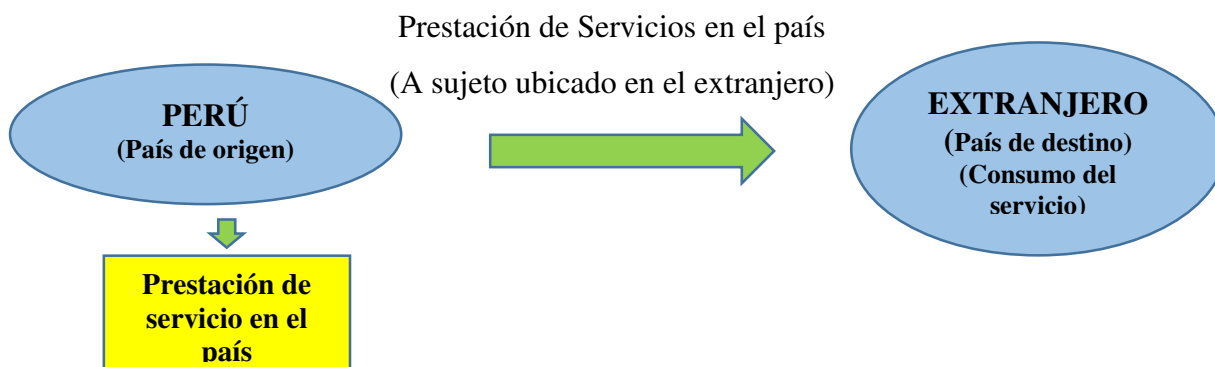 Prestación de Servicios en el país
(A sujeto ubicado en el extranjero)
PERÚ
(País de origen)
EXTRANJERO
(País de destino)
(Consumo del
servicio)
Prestación de
servicio en el
país